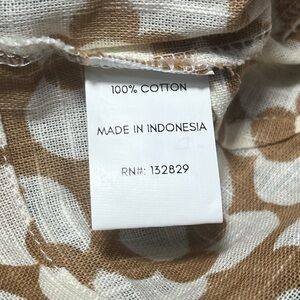 100% COTTON
MADE IN INDONESIA
RN#: 132829